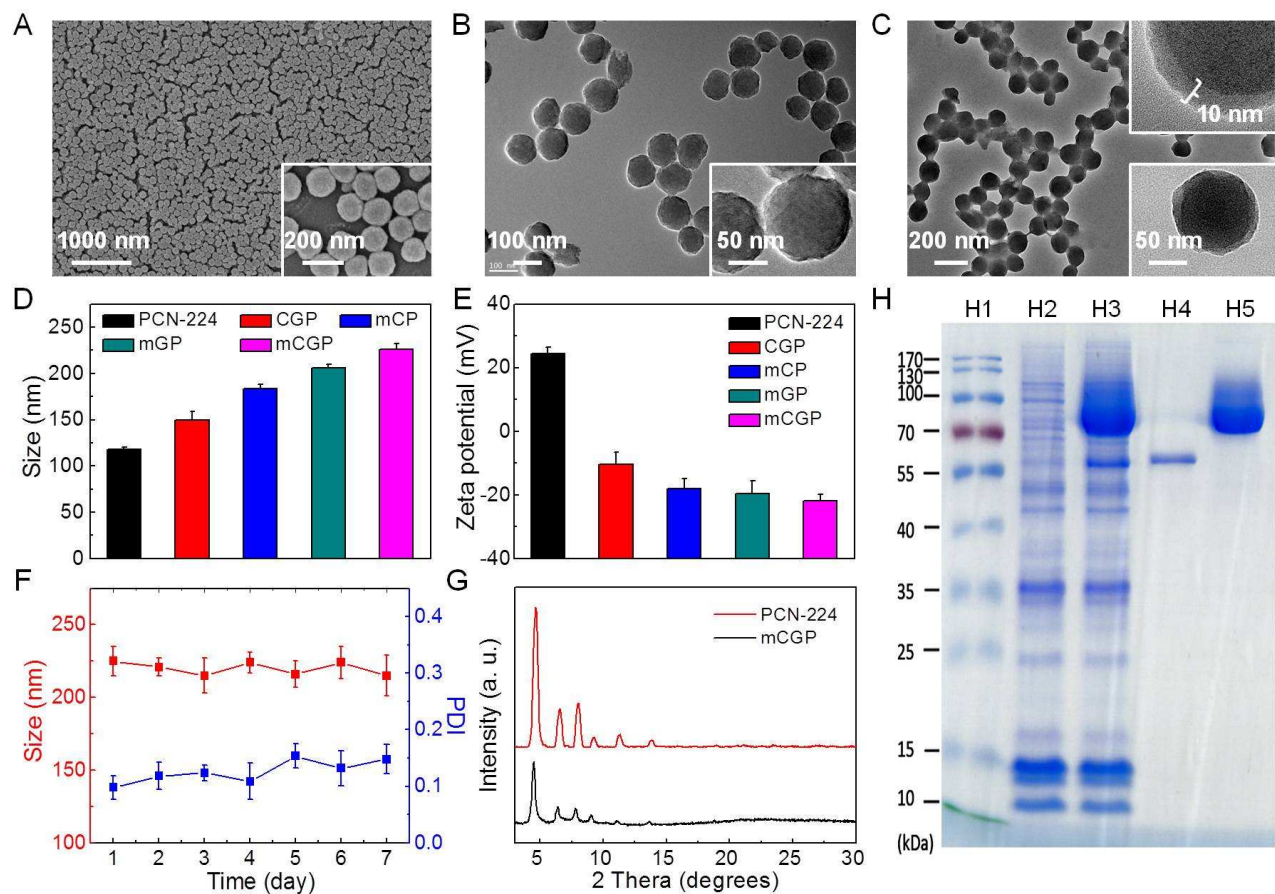 A
1000 nm
200 nm
B
100 nm
100 nm
50 nm
C
10 nm
200 nm
50 nm
D
250
200
150
100
50
0
Size (nm)
PCN-224 CGP mCP
mGP mCGP
E
40
20
0
-20
-40
Zeta potential (mV)
PCN-224
CGP
mCP
mGP
mCGP
F
250
200
150
100
Size (nm)
0.4
0.3
0.2
0.1
0.0
PDI
1 2 3 4 5 6 7
Time (day)
G
Intensity (a. u.)
PCN-224
mCGP
5 10 15 20 25 30
2 Thera (degrees)
H
H1 H2 H3 H4 H5
170
130
100
70
55
40
35
25
15
10
(kDa)